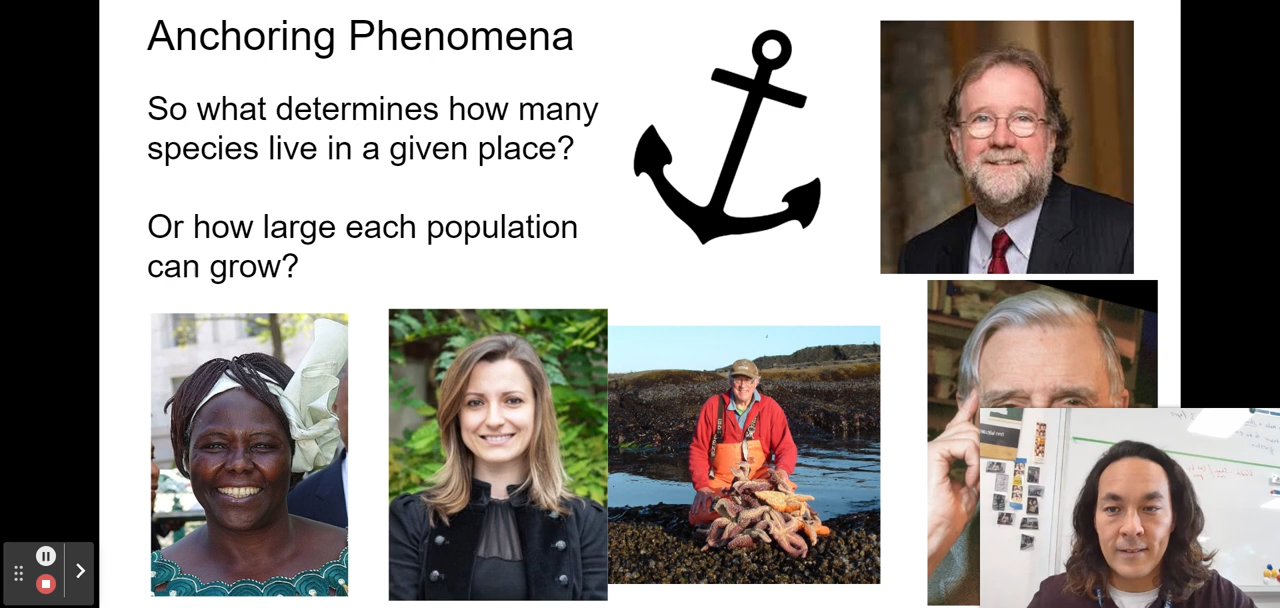 Anchoring Phenomena
So what determines how many
species live in a given place?
Or how large each population
can grow?